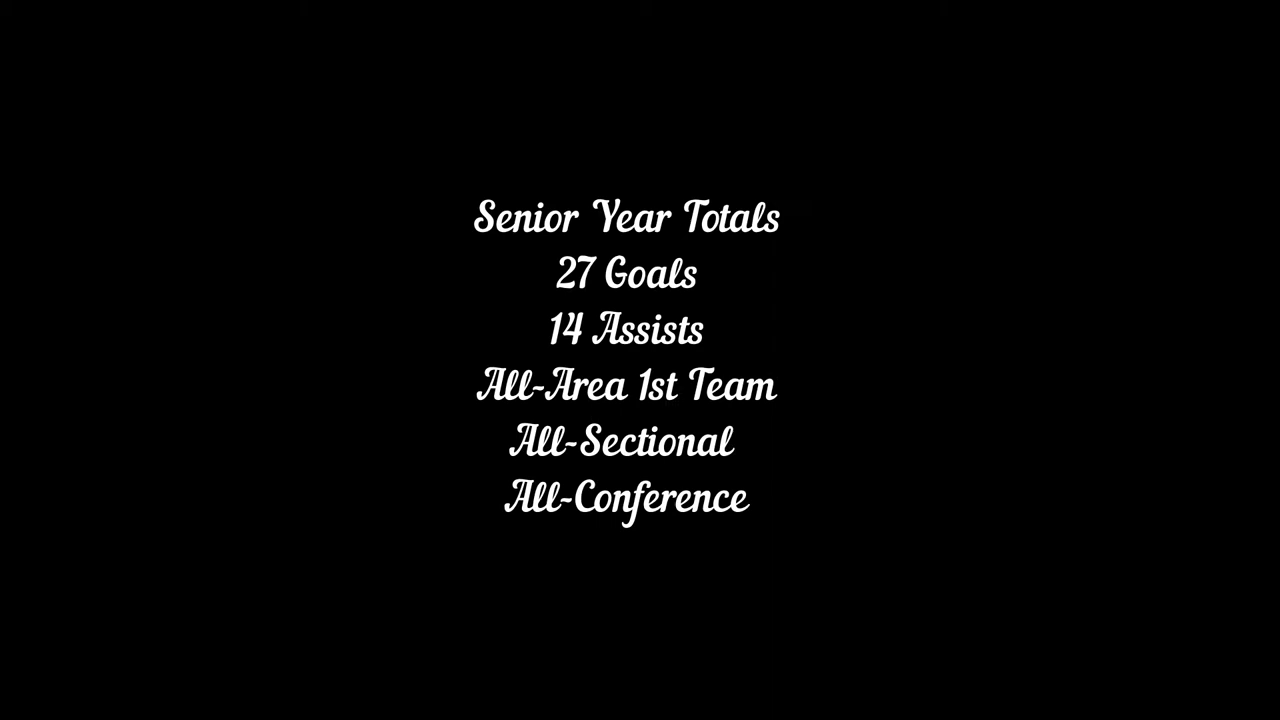 Senior Year Totals
27 Goals
14 Assists
All-Area 1st Team
All-Sectional
All-Conference